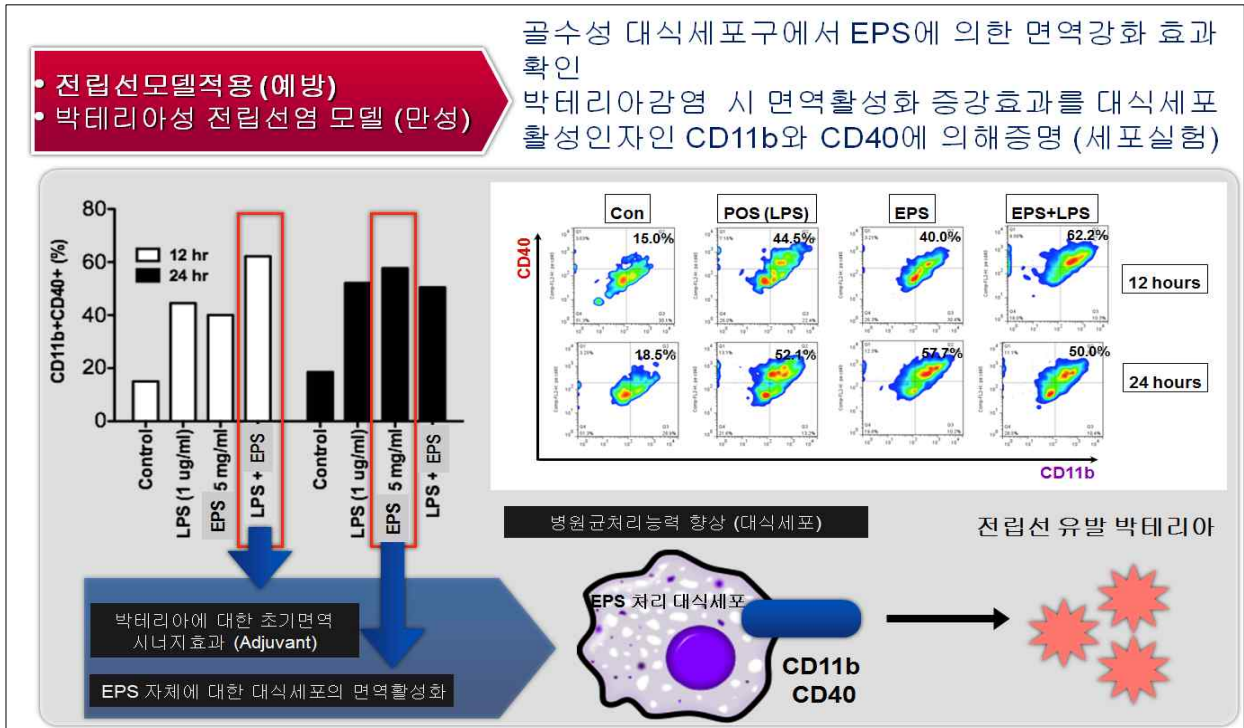 • 전립선모델적용 (예방)
• 박테리아성 전립선염 모델 (만성)
골수성 대식세포구에서 EPS에 의한 면역강화 효과
확인
박테리아감염 시 면역활성화 증강효과를 대식세포
활성인자인 CD11b와 CD40에 의해증명 (세포실험)
CD11b+CD40+ (%)
80
60
40
20
0
12 hr
24 hr
Control
LPS (1 ug/ml)
EPS 5 mg/ml
LPS + EPS
Control
LPS (1 ug/ml)
EPS 5 mg/ml
LPS + EPS
Con
POS (LPS)
EPS
EPS+LPS
CD40
15.0%
44.5%
40.0%
62.2%
12 hours
18.5%
52.1%
57.7%
50.0%
24 hours
CD11b
병원균처리능력 향상 (대식세포)
전립선 유발 박테리아
EPS 처리 대식세포
CD11b
CD40
박테리아에 대한 초기면역
시너지효과 (Adjuvant)
EPS 자체에 대한 대식세포의 면역활성화